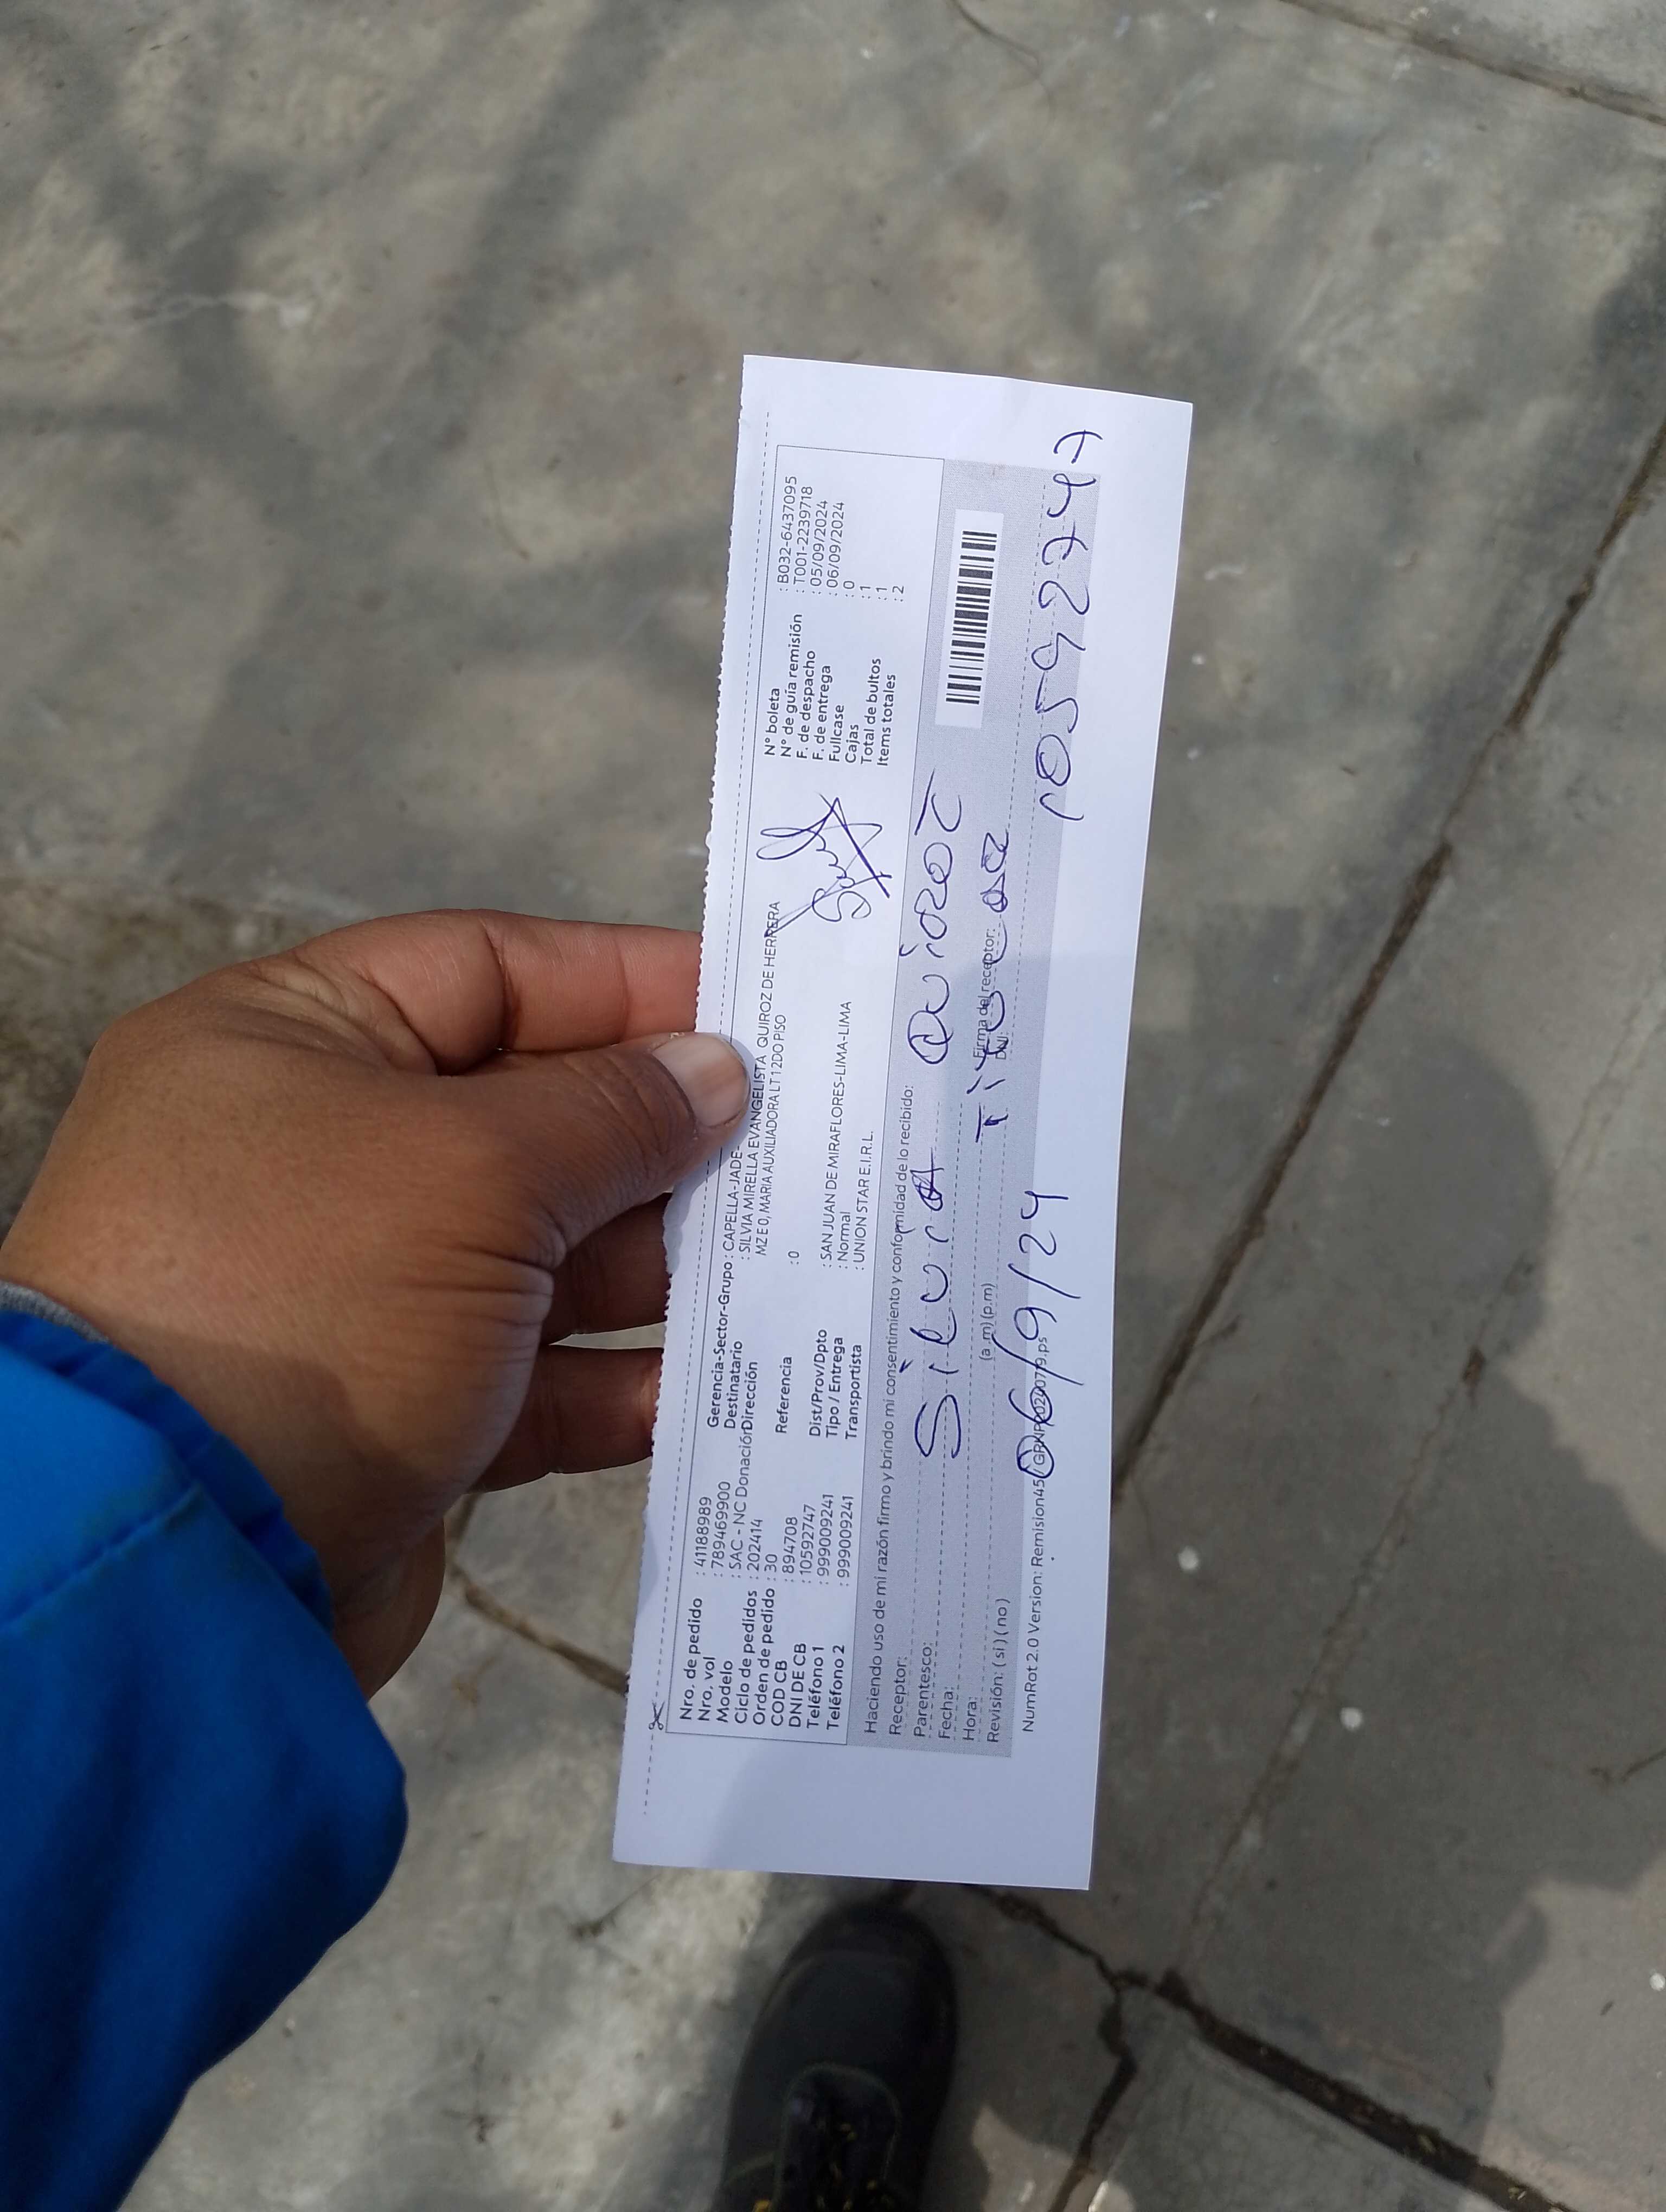 Nro. de pedido : 41188989
Nro. vol : 789469900
Modelo : SAC - NC Donación
Ciclo de pedidos : 202414
Orden de pedido : 30
COD CB : 894708
DNI DE CB : 10592747
Teléfono 1 : 999009241
Teléfono 2 : 999009241
Gerencia-Sector-Grupo : CAPELLA-JADE-
Destinatario : SILVIA MIRELLA EVANGELISTA QUIROZ DE HERRERA
Dirección MZ E 0, MARIA AUXILIADORA LT 12DO PISO
Referencia : 0
Dist/Prov/Dpto : SAN JUAN DE MIRAFLORES-LIMA-LIMA
Tipo / Entrega : Normal
Transportista : UNION STAR E.I.R.L.
N° boleta : B032-6437095
N° de guía remisión : T001-2239718
F. de despacho : 05/09/2024
F. de entrega : 06/09/2024
Fullcase : 0
Cajas : 1
Total de bultos : 1
Items totales : 2
Haciendo uso de mi razón firmo y brindo mi consentimiento y conformidad de lo recibido:
Receptor: Silvia Quiroz
Parentesco: Titular
Fecha: 06/9/24
Hora: (a.m) (p.m)
Firma del receptor:
DNI: 10592747
Revisión: ( si ) ( no )
NumRot 2.0 Version: Remision45